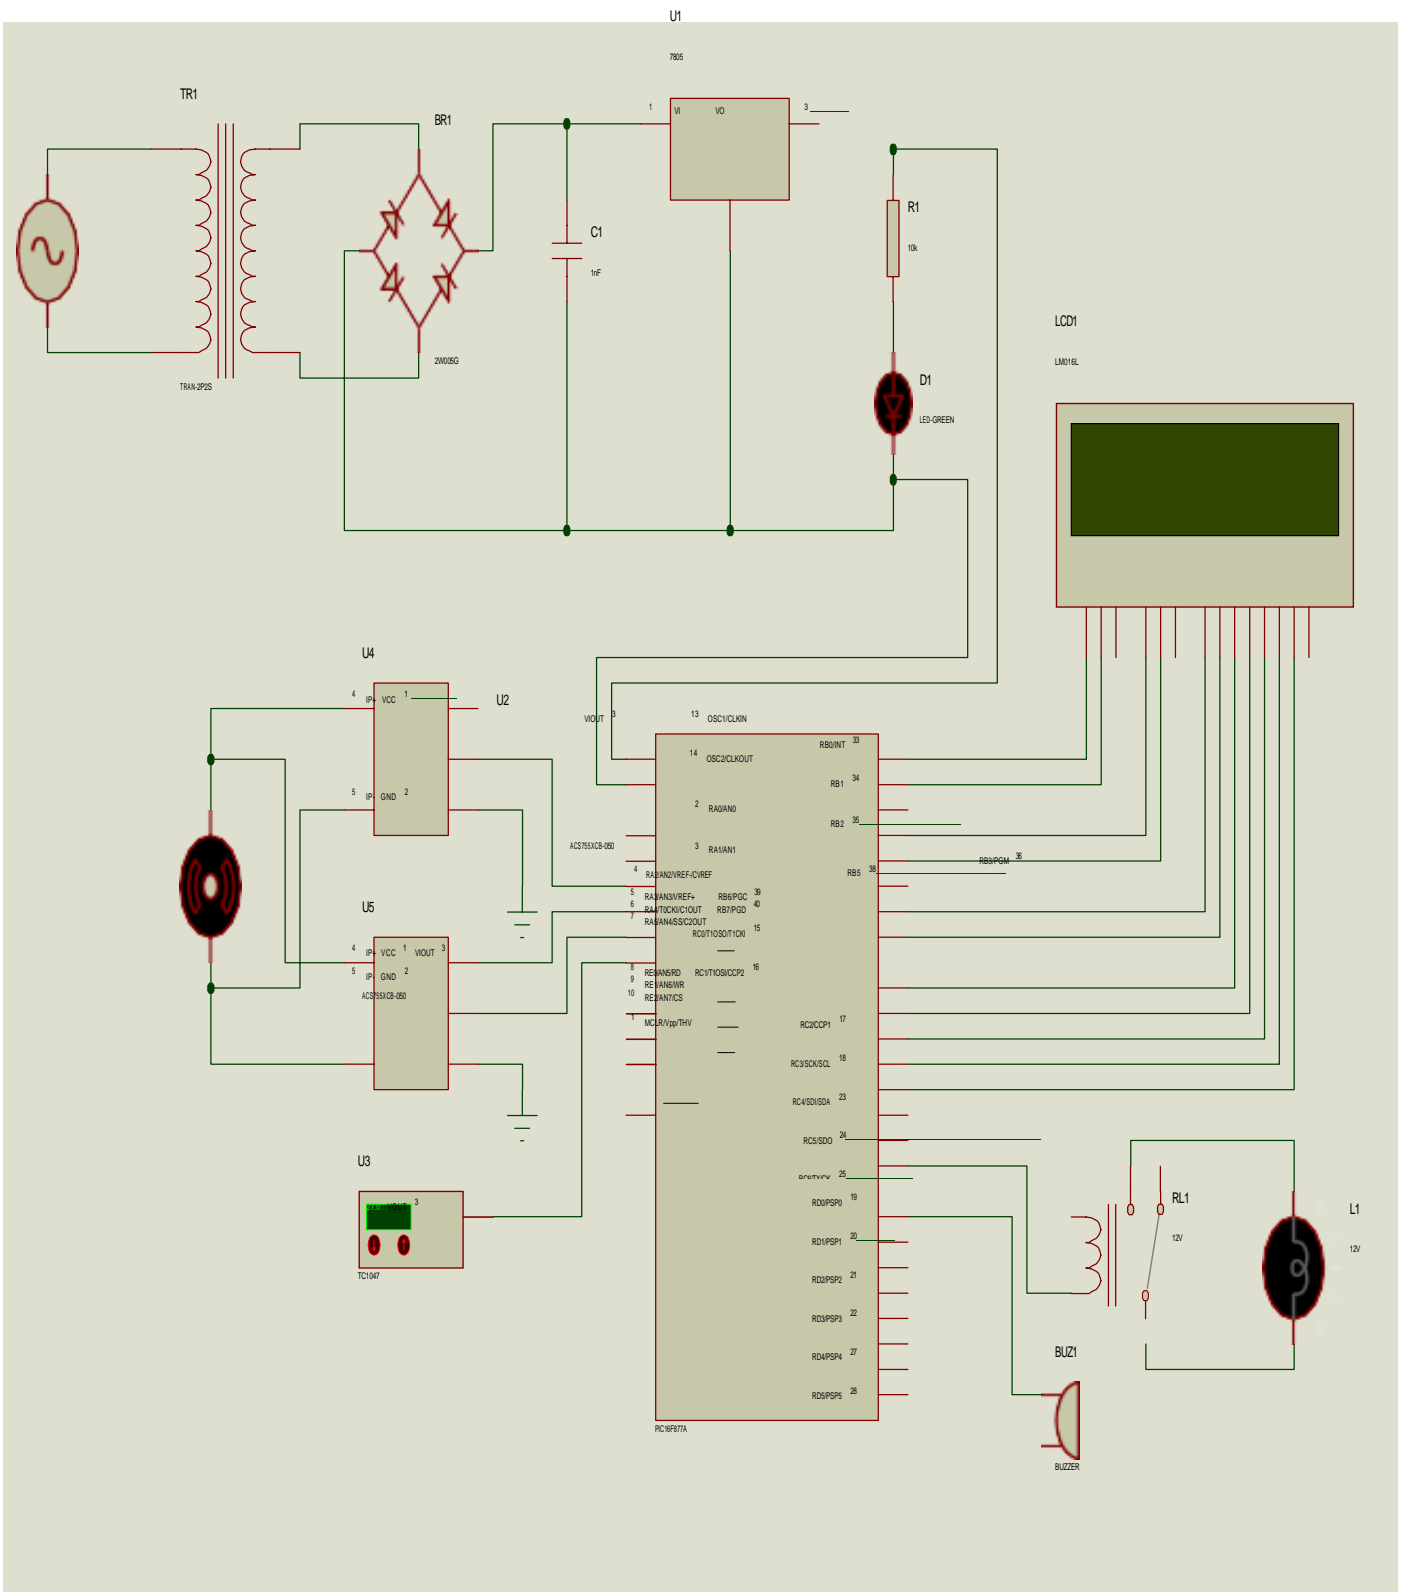 U1
7805
TR1
BR1
1 VI VO 3
R1
C1
10k
1nF
LCD1
2W005G
LM016L
TRAN-2P2S
D1
LED-GREEN
U4
4 IP+ VCC 1
U2
VIOUT 3
13 OSC1/CLKIN
RB0/INT 33
14 OSC2/CLKOUT
RB1 34
5 IP- GND 2
2 RA0/AN0
RB2 35
ACS755XCB-050
3 RA1/AN1
RB3/PGM 36
4 RA2/AN2/VREF-/CVREF
RB5 38
5 RA3/AN3/VREF+
RB6/PGC 39
6 RA4/T0CKI/C1OUT
RB7/PGD 40
7 RA5/AN4/SS/C2OUT
U5
RC0/T1OSO/T1CKI 15
4 IP+ VCC 1 VIOUT 3
5 IP- GND 2
8 RE0/AN5/RD
RC1/T1OSI/CCP2 16
9 RE1/AN6/WR
10 RE2/AN7/CS
ACS755XCB-050
1 MCLR/Vpp/THV
RC2/CCP1 17
RC3/SCK/SCL 18
RC4/SDI/SDA 23
RC5/SDO 24
U3
RC6/TX/CK 25
RD0/PSP0 19
VOUT 3
RL1
12V
L1
12V
RD1/PSP1 20
TC1047
RD2/PSP2 21
RD3/PSP3 22
RD4/PSP4 27
BUZ1
RD5/PSP5 28
PIC16F877A
BUZZER